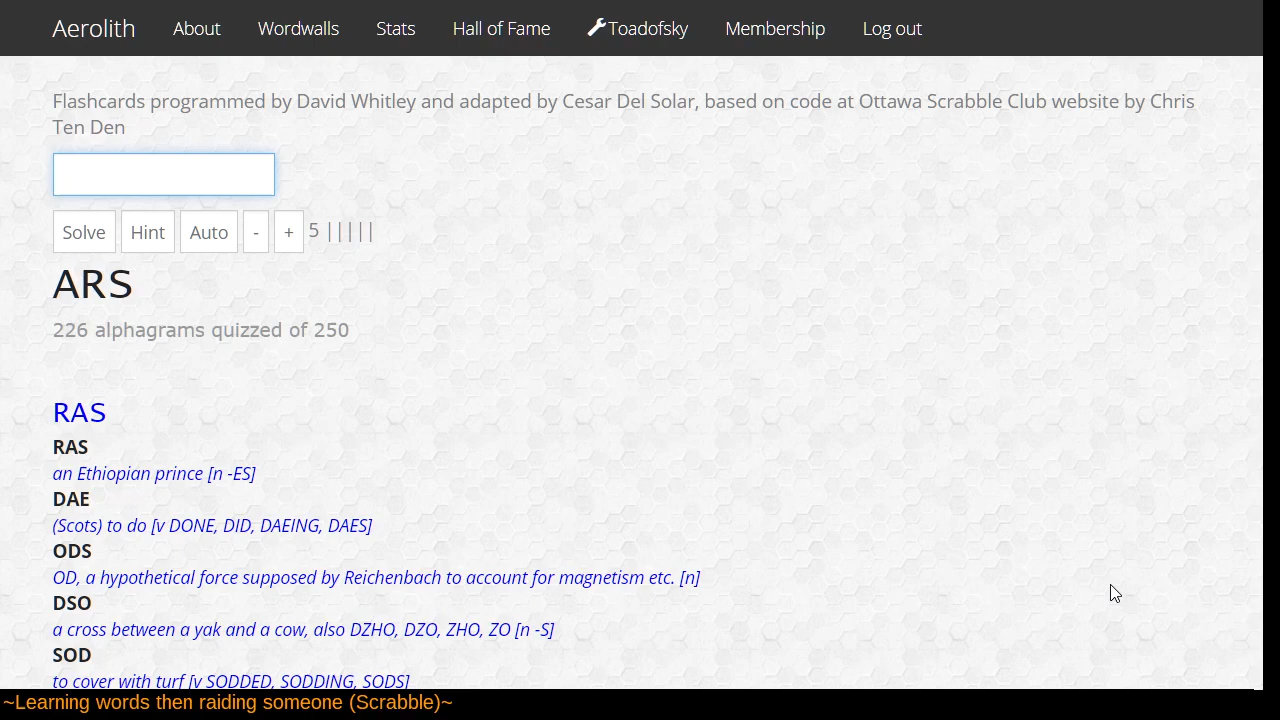 Aerolith About Wordwalls Stats Hall of Fame Toadofsky Membership Log out
Flashcards programmed by David Whitley and adapted by Cesar Del Solar, based on code at Ottawa Scrabble Club website by Chris
Ten Den
Solve Hint Auto - + 5 |||||
ARS
226 alphagrams quizzed of 250
RAS
RAS
an Ethiopian prince [n -ES]
DAE
(Scots) to do [v DONE, DID, DAEING, DAES]
ODS
OD, a hypothetical force supposed by Reichenbach to account for magnetism etc. [n]
DSO
a cross between a yak and a cow, also DZHO, DZO, ZHO, ZO [n -S]
SOD
to cover with turf [v SODDED, SODDING, SODS]
~Learning words then raiding someone (Scrabble)~